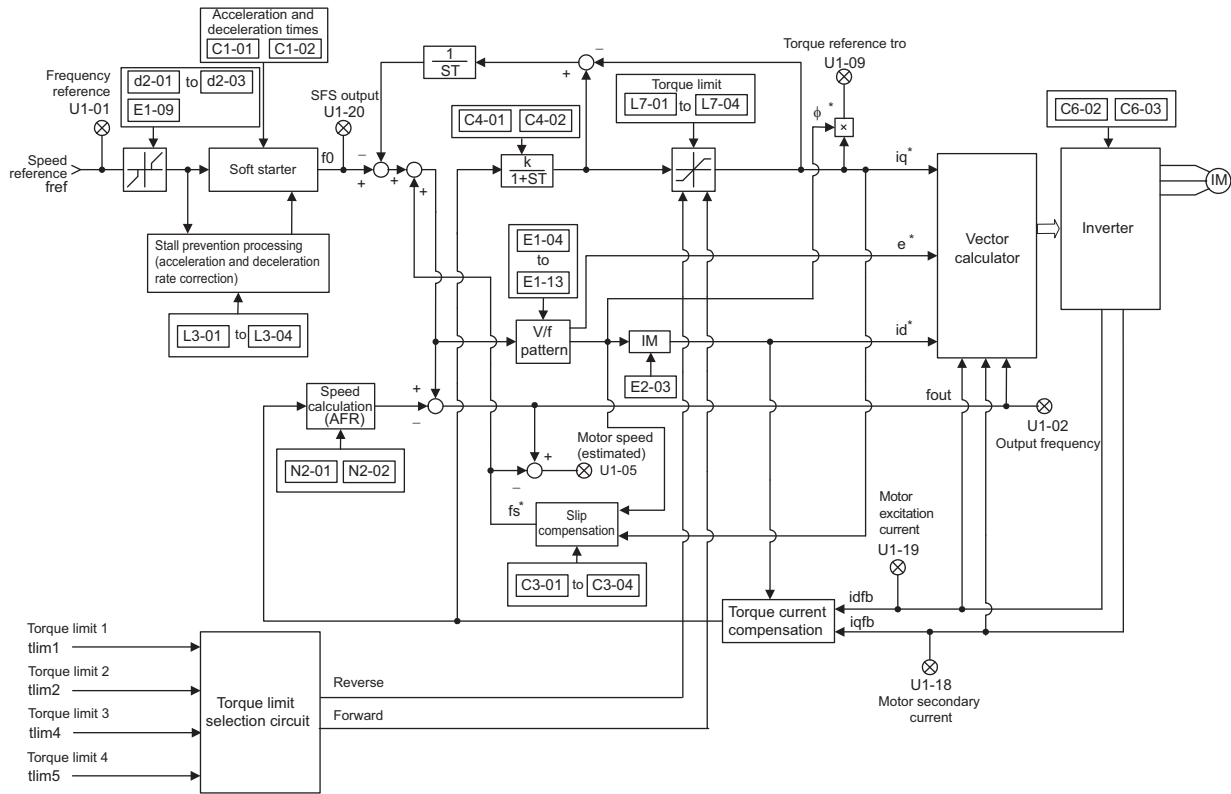 Acceleration and
deceleration times
C1-01 C1-02
Frequency
reference
U1-01
d2-01 to d2-03
E1-09
SFS output
U1-20
Speed
reference
fref
Soft starter
f0
Stall prevention processing
(acceleration and deceleration
rate correction)
L3-01 to L3-04
1
ST
−
+
−
+
+
+
C4-01 C4-02
k
1+ST
Torque limit
L7-01 to L7-04
Torque reference tro
U1-09
ϕ *
×
iq*
e*
id*
Vector
calculator
C6-02 C6-03
Inverter
IM
E1-04
to
E1-13
V/f
pattern
IM
E2-03
Speed
calculation
(AFR)
N2-01 N2-02
+
−
fout
U1-02
Output frequency
Motor speed
(estimated)
U1-05
+
−
fs*
Slip
compensation
C3-01 to C3-04
Motor
excitation
current
U1-19
idfb
iqfb
Torque current
compensation
U1-18
Motor secondary
current
Torque limit 1
tlim1
Torque limit 2
tlim2
Torque limit 3
tlim4
Torque limit 4
tlim5
Torque limit
selection circuit
Reverse
Forward